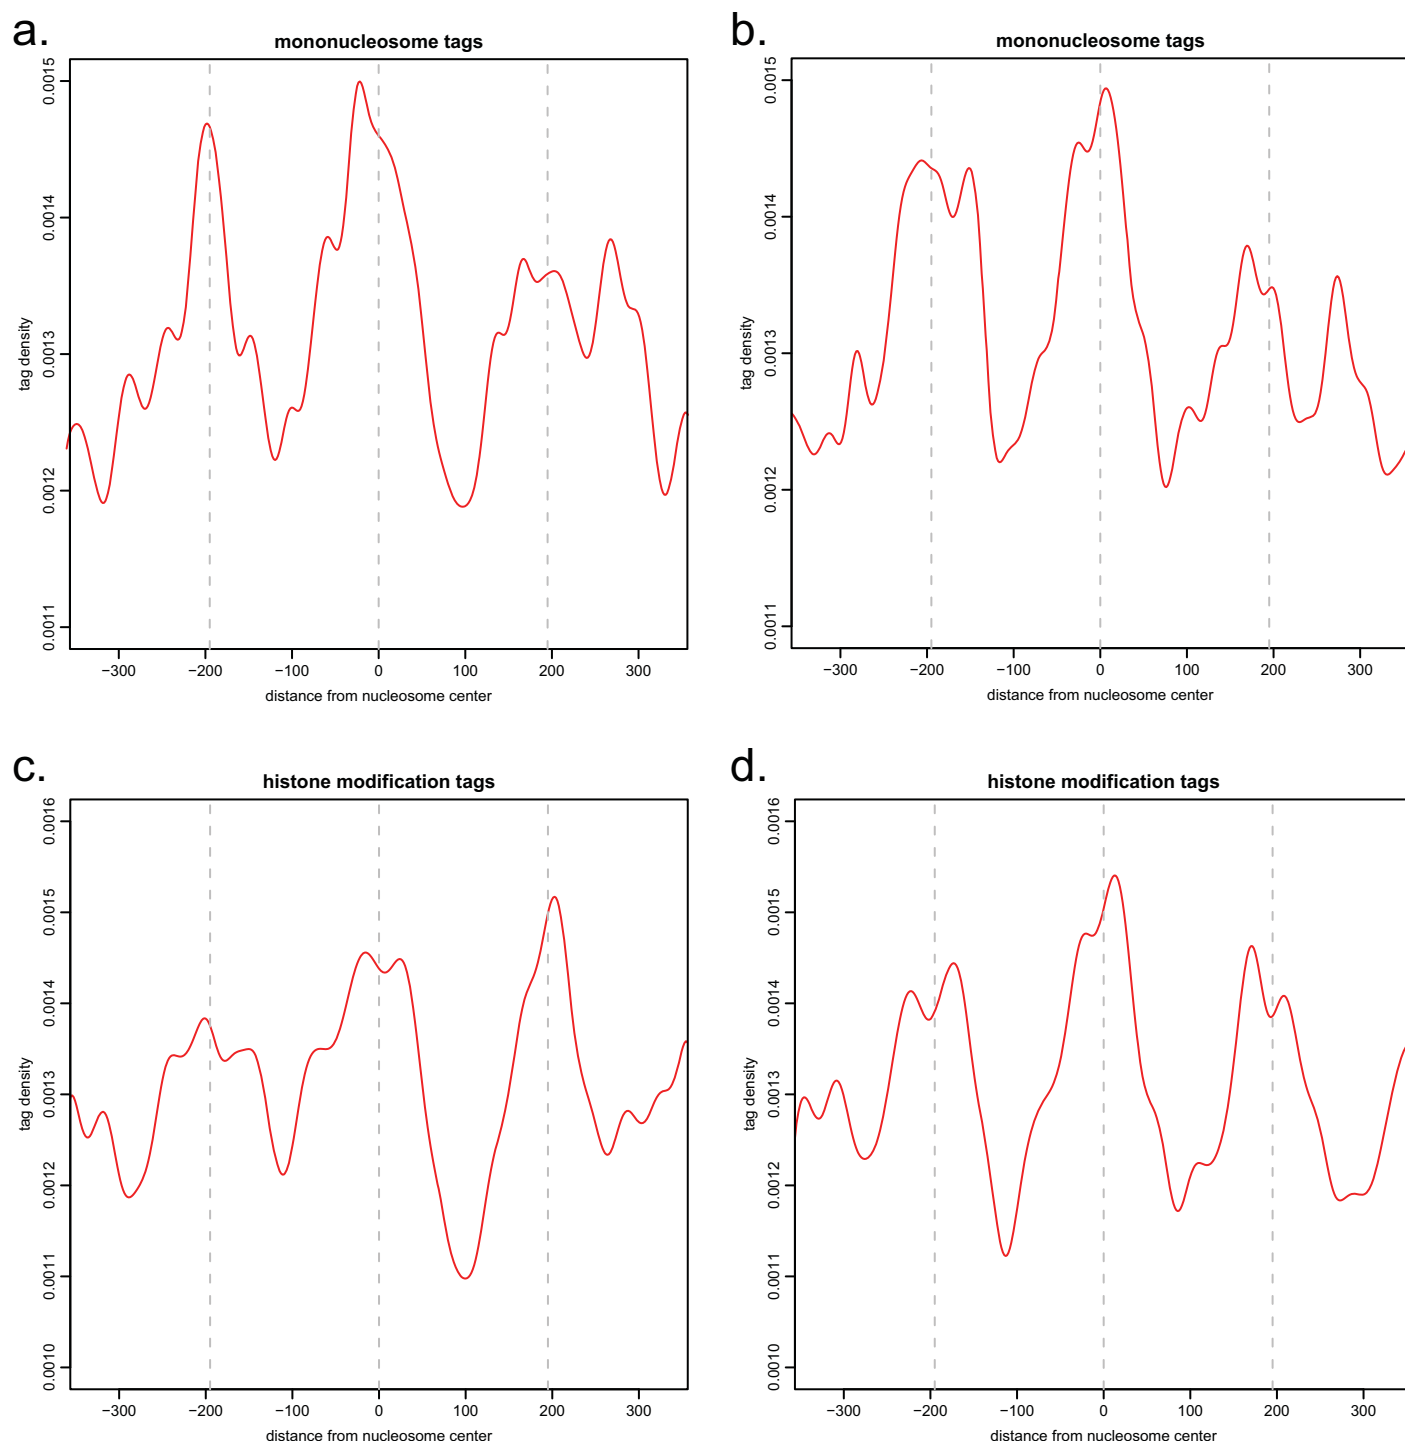 a.
mononucleosome tags
tag density
0.0015
0.0014
0.0013
0.0012
0.0011
−300 −200 −100 0 100 200 300
distance from nucleosome center
b.
mononucleosome tags
tag density
0.0015
0.0014
0.0013
0.0012
0.0011
−300 −200 −100 0 100 200 300
distance from nucleosome center
c.
histone modification tags
tag density
0.0016
0.0015
0.0014
0.0013
0.0012
0.0011
0.0010
−300 −200 −100 0 100 200 300
distance from nucleosome center
d.
histone modification tags
tag density
0.0016
0.0015
0.0014
0.0013
0.0012
0.0011
0.0010
−300 −200 −100 0 100 200 300
distance from nucleosome center